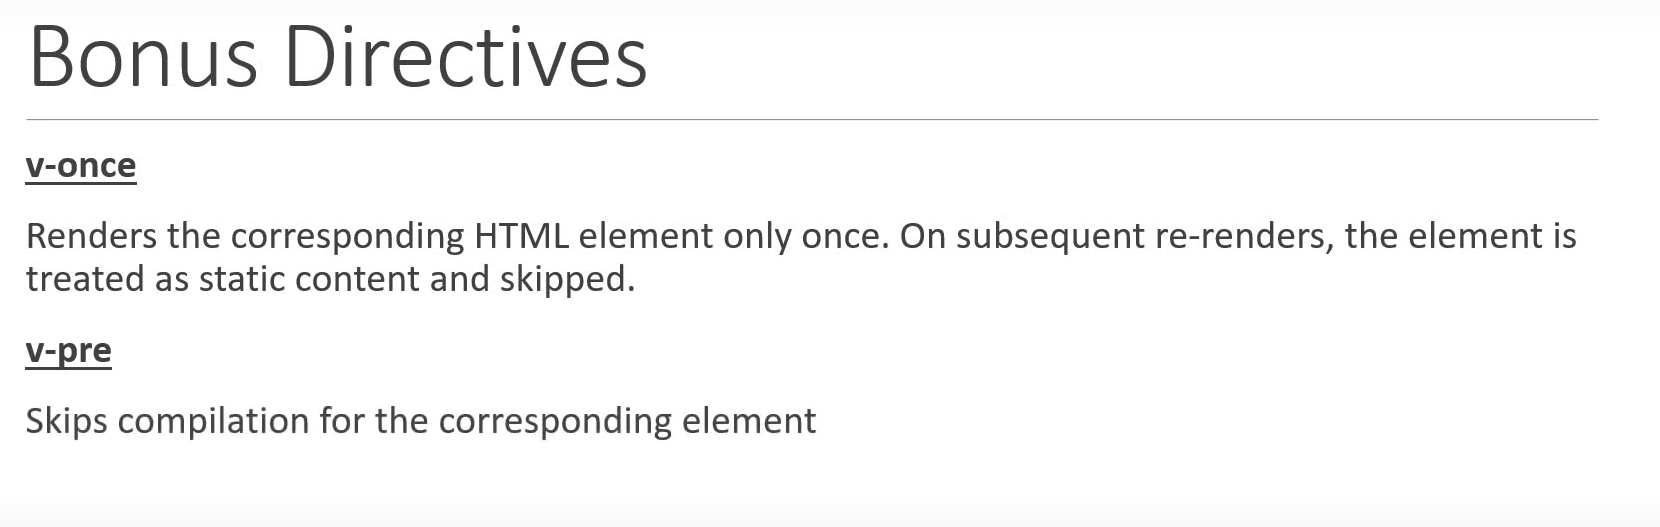 Bonus Directives
v-once
Renders the corresponding HTML element only once. On subsequent re-renders, the element is
treated as static content and skipped.
v-pre
Skips compilation for the corresponding element